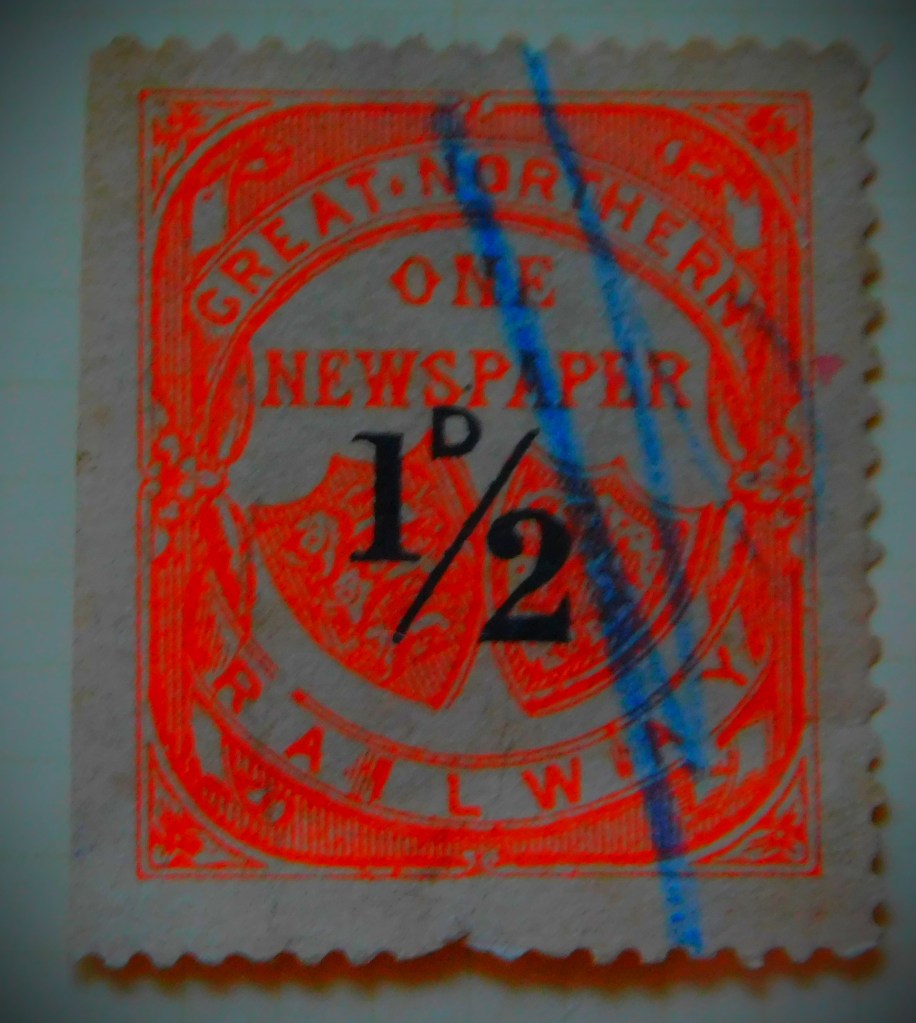 GREAT·NORTHERN
ONE
NEWSPAPER
1D/2
RAILWAY